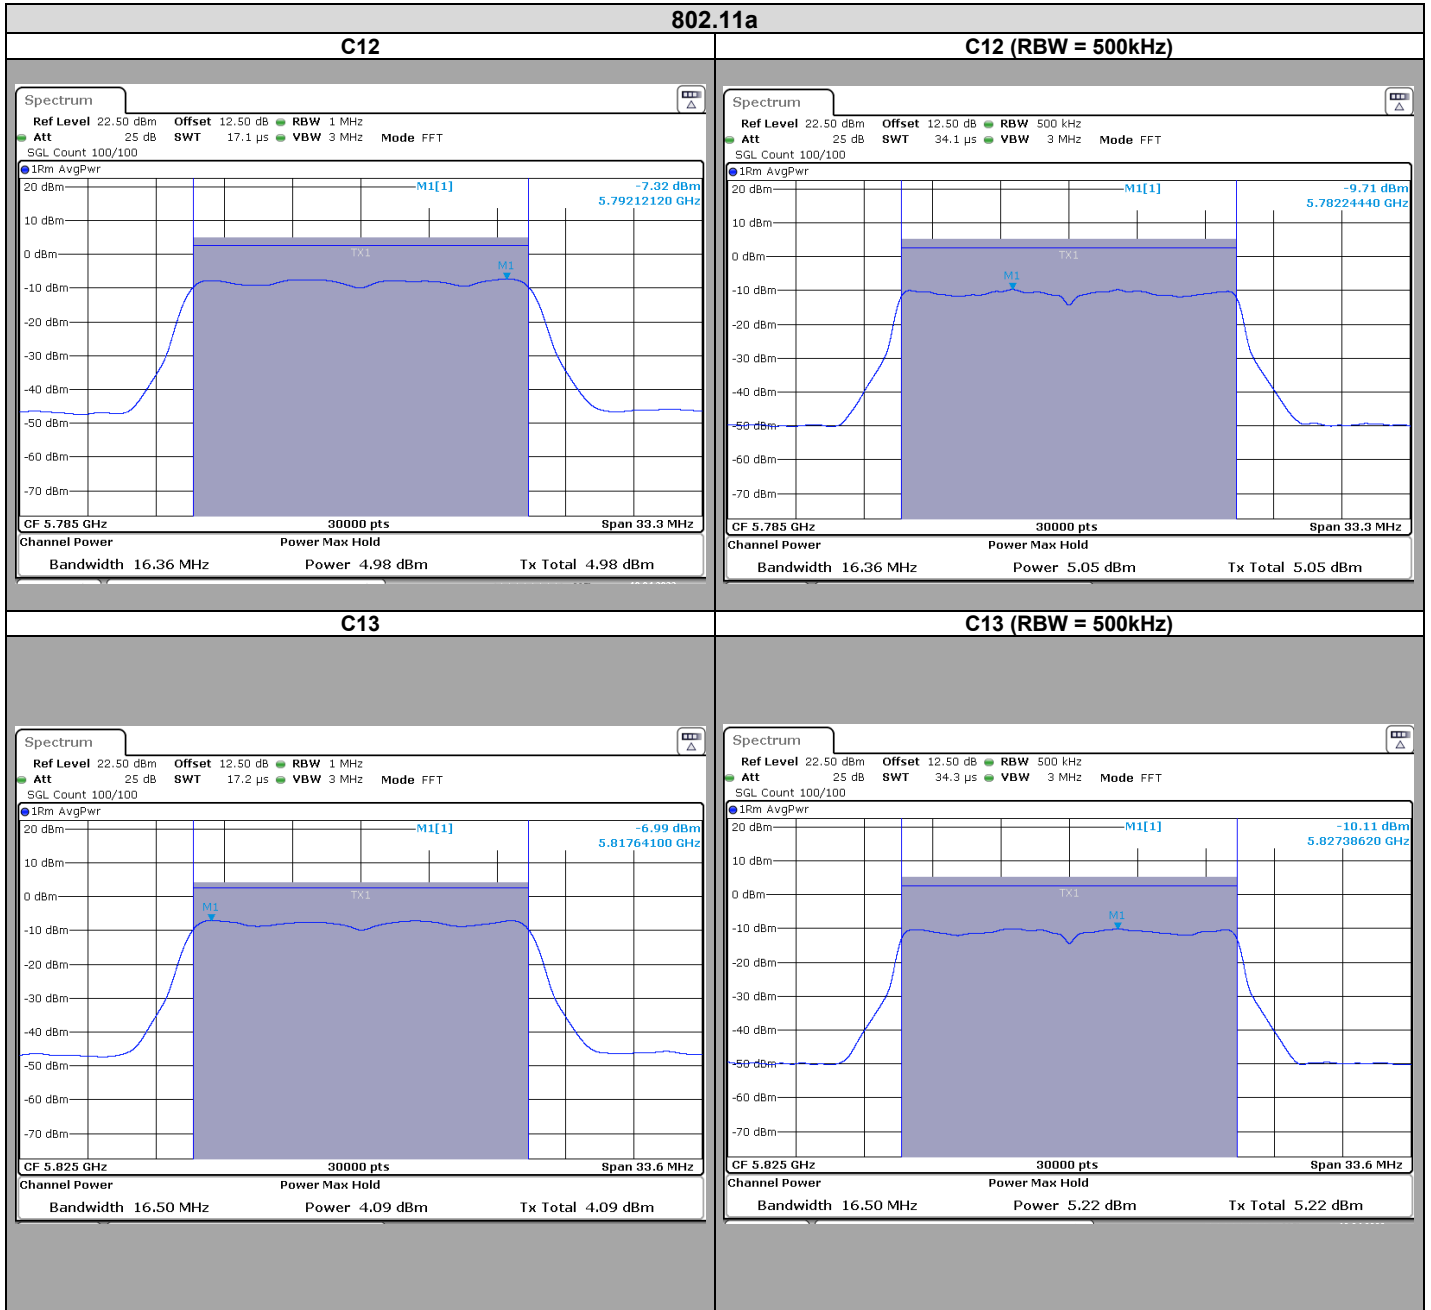 802.11a
C12
C12 (RBW = 500kHz)
Spectrum
Ref Level 22.50 dBm Offset 12.50 dB RBW 1 MHz
Att 25 dB SWT 17.1 µs VBW 3 MHz Mode FFT
SGL Count 100/100
1Rm AvgPwr
20 dBm
M1[1]
-7.32 dBm
5.79212120 GHz
10 dBm
0 dBm
TX1
M1
-10 dBm
-20 dBm
-30 dBm
-40 dBm
-50 dBm
-60 dBm
-70 dBm
CF 5.785 GHz 30000 pts Span 33.3 MHz
Channel Power Power Max Hold
Bandwidth 16.36 MHz Power 4.98 dBm Tx Total 4.98 dBm
Spectrum
Ref Level 22.50 dBm Offset 12.50 dB RBW 500 kHz
Att 25 dB SWT 34.1 µs VBW 3 MHz Mode FFT
SGL Count 100/100
1Rm AvgPwr
20 dBm
M1[1]
-9.71 dBm
5.78224440 GHz
10 dBm
0 dBm
TX1
M1
-10 dBm
-20 dBm
-30 dBm
-40 dBm
-50 dBm
-60 dBm
-70 dBm
CF 5.785 GHz 30000 pts Span 33.3 MHz
Channel Power Power Max Hold
Bandwidth 16.36 MHz Power 5.05 dBm Tx Total 5.05 dBm
C13
C13 (RBW = 500kHz)
Spectrum
Ref Level 22.50 dBm Offset 12.50 dB RBW 1 MHz
Att 25 dB SWT 17.2 µs VBW 3 MHz Mode FFT
SGL Count 100/100
1Rm AvgPwr
20 dBm
M1[1]
-6.99 dBm
5.81764100 GHz
10 dBm
0 dBm
TX1
M1
-10 dBm
-20 dBm
-30 dBm
-40 dBm
-50 dBm
-60 dBm
-70 dBm
CF 5.825 GHz 30000 pts Span 33.6 MHz
Channel Power Power Max Hold
Bandwidth 16.50 MHz Power 4.09 dBm Tx Total 4.09 dBm
Spectrum
Ref Level 22.50 dBm Offset 12.50 dB RBW 500 kHz
Att 25 dB SWT 34.3 µs VBW 3 MHz Mode FFT
SGL Count 100/100
1Rm AvgPwr
20 dBm
M1[1]
-10.11 dBm
5.82738620 GHz
10 dBm
0 dBm
TX1
M1
-10 dBm
-20 dBm
-30 dBm
-40 dBm
-50 dBm
-60 dBm
-70 dBm
CF 5.825 GHz 30000 pts Span 33.6 MHz
Channel Power Power Max Hold
Bandwidth 16.50 MHz Power 5.22 dBm Tx Total 5.22 dBm